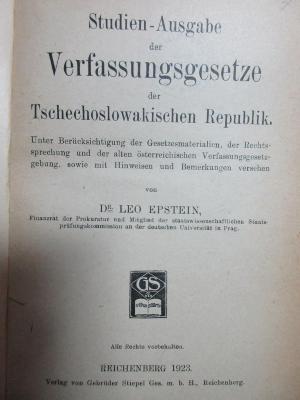 Studien-Ausgabe
der
Verfassungsgesetze
der
Tschechoslowakischen Republik.
Unter Berücksichtigung der Gesetzesmaterialien, der Recht-
sprechung und der alten österreichischen Verfassungsgesetz-
gebung, sowie mit Hinweisen und Bemerkungen versehen
von
Dr. LEO EPSTEIN,
Finanzrat der Prokuratur und Mitglied der staatswissenschaftlichen Staats-
prüfungskommission an der deutschen Universität in Prag.
GS
Alle Rechte vorbehalten.
REICHENBERG 1923.
Verlag von Gebrüder Stiepel Ges. m. b. H., Reichenberg.